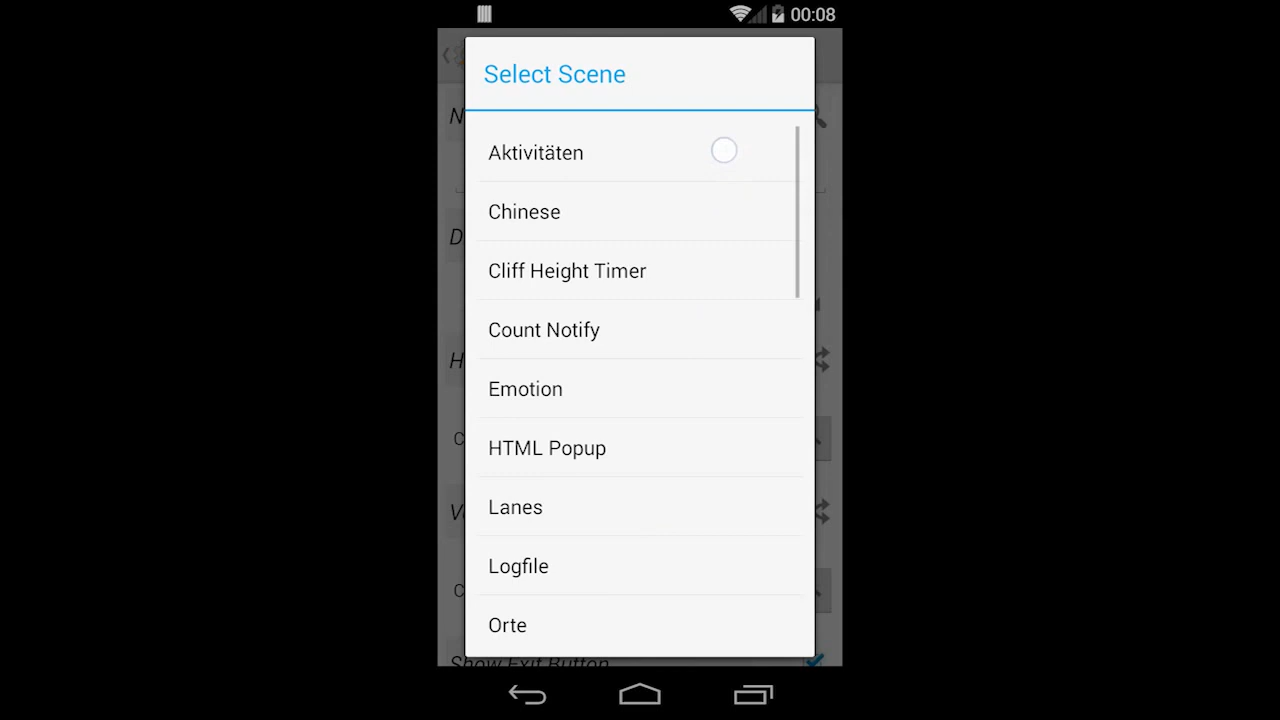 00:08
Select Scene
Aktivitäten
Chinese
Cliff Height Timer
Count Notify
Emotion
HTML Popup
Lanes
Logfile
Orte
Show Exit Button